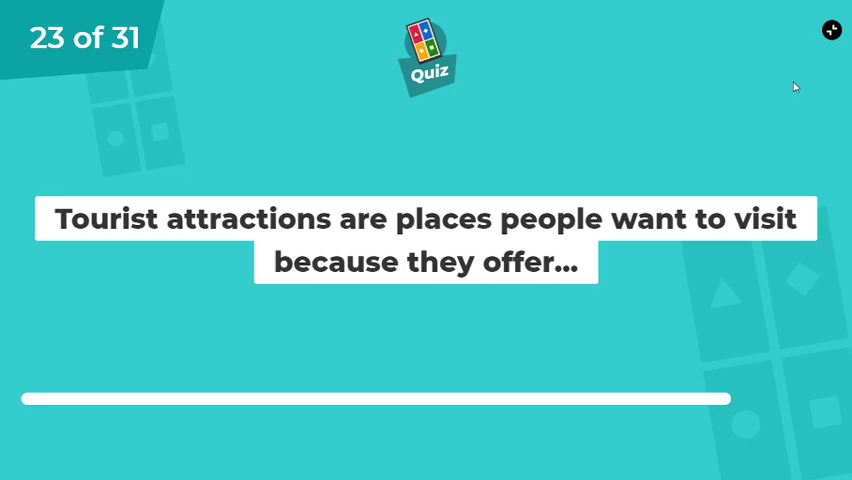 23 of 31
Quiz
Tourist attractions are places people want to visit
because they offer...